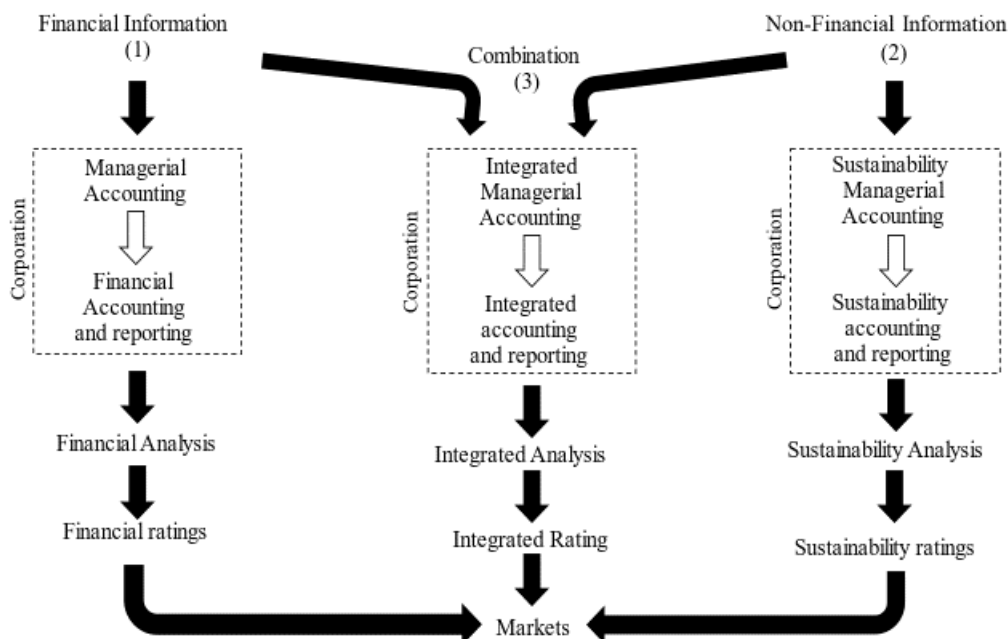 Financial Information
(1)
Combination
(3)
Non-Financial Information
(2)
Corporation
Managerial
Accounting
Financial
Accounting
and reporting
Corporation
Integrated
Managerial
Accounting
Integrated
accounting
and reporting
Corporation
Sustainability
Managerial
Accounting
Sustainability
accounting
and reporting
Financial Analysis
Integrated Analysis
Sustainability Analysis
Financial ratings
Integrated Rating
Sustainability ratings
Markets